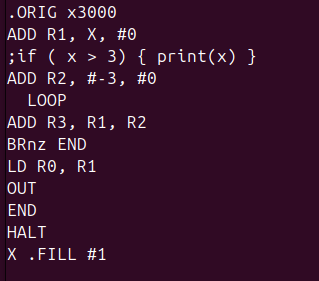 .ORIG x3000
ADD R1, X, #0
;if ( x > 3) { print(x) }
ADD R2, #-3, #0
  LOOP
ADD R3, R1, R2
BRnz END
LD R0, R1
OUT
END
HALT
X .FILL #1